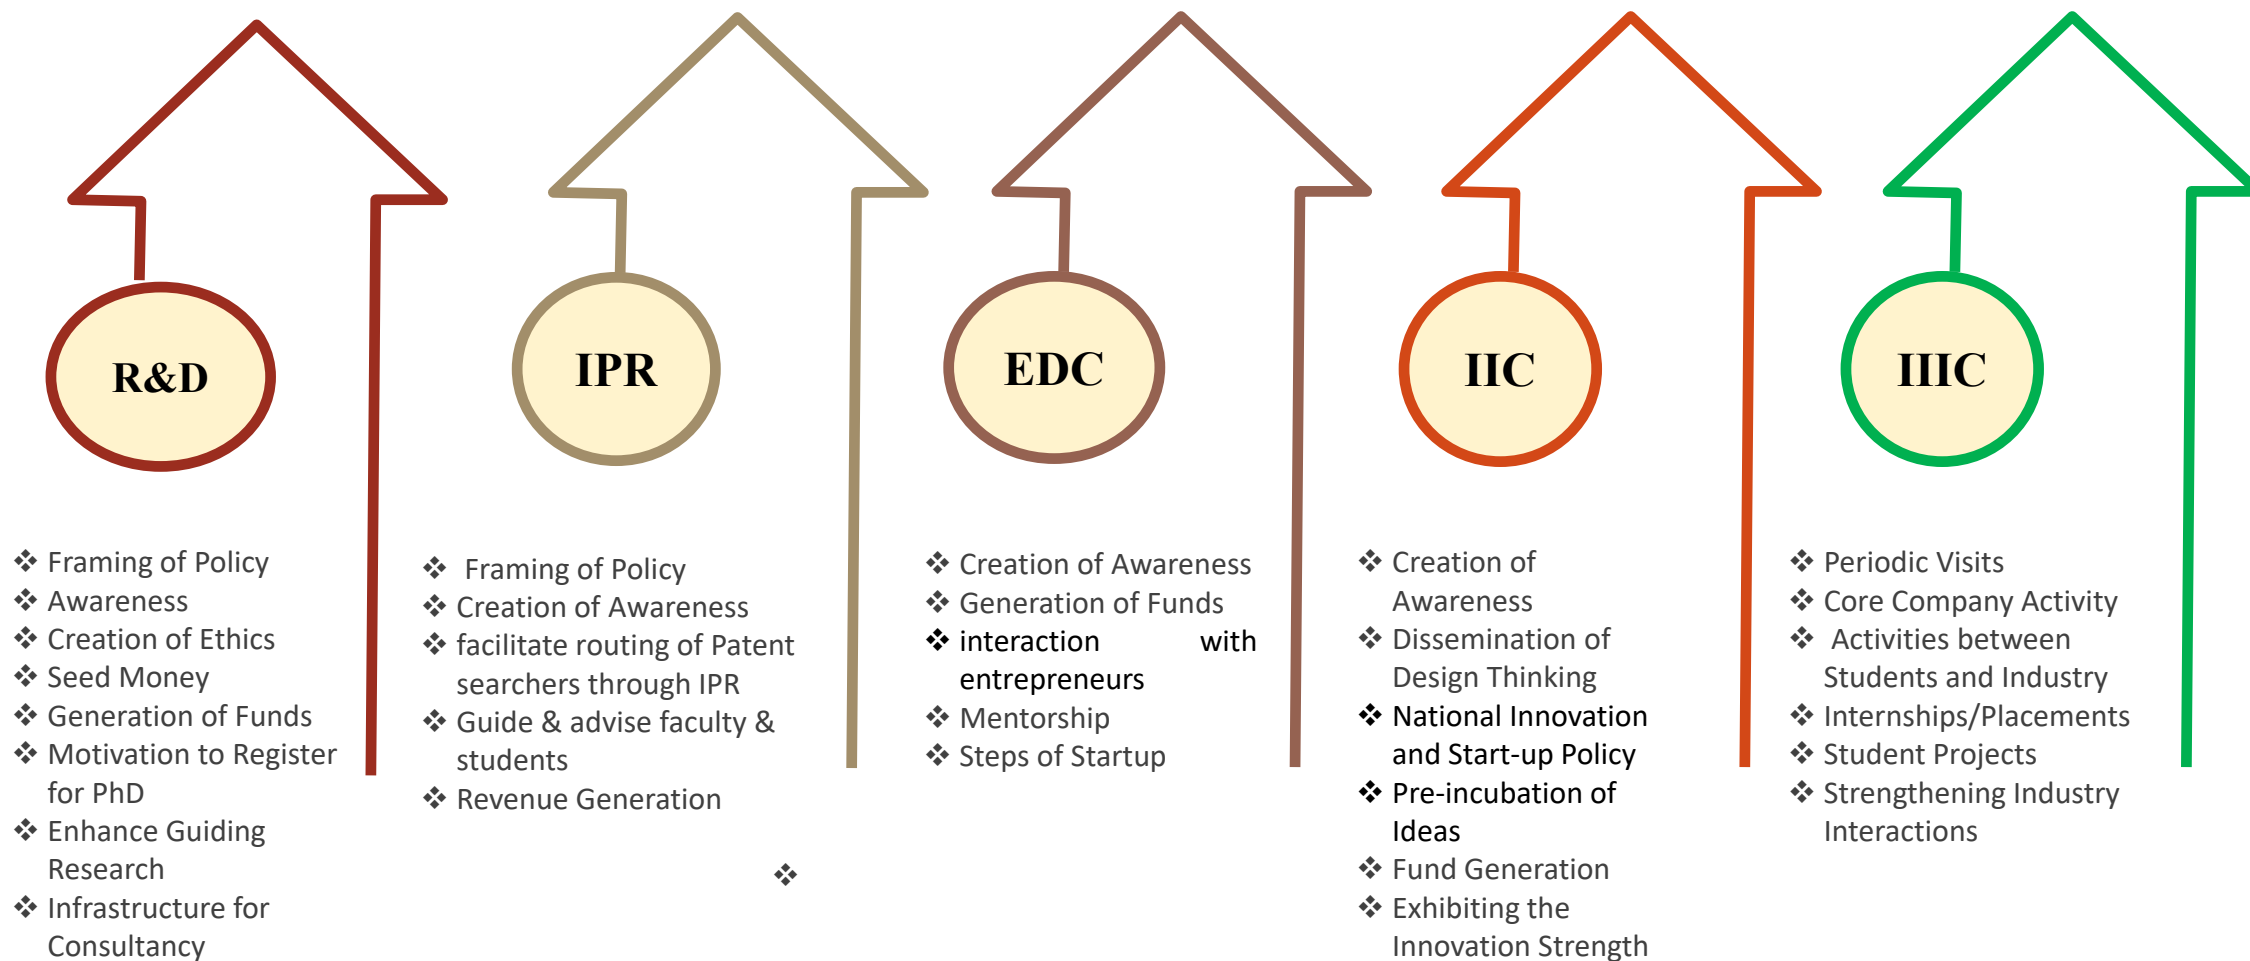 R&D
❖ Framing of Policy
❖ Awareness
❖ Creation of Ethics
❖ Seed Money
❖ Generation of Funds
❖ Motivation to Register
for PhD
❖ Enhance Guiding
Research
❖ Infrastructure for
Consultancy
IPR
❖ Framing of Policy
❖ Creation of Awareness
❖ facilitate routing of Patent
searchers through IPR
❖ Guide & advise faculty &
students
❖ Revenue Generation
❖
EDC
❖ Creation of Awareness
❖ Generation of Funds
❖ interaction with
entrepreneurs
❖ Mentorship
❖ Steps of Startup
IIC
❖ Creation of
Awareness
❖ Dissemination of
Design Thinking
❖ National Innovation
and Start-up Policy
❖ Pre-incubation of
Ideas
❖ Fund Generation
❖ Exhibiting the
Innovation Strength
IIIC
❖ Periodic Visits
❖ Core Company Activity
❖ Activities between
Students and Industry
❖ Internships/Placements
❖ Student Projects
❖ Strengthening Industry
Interactions